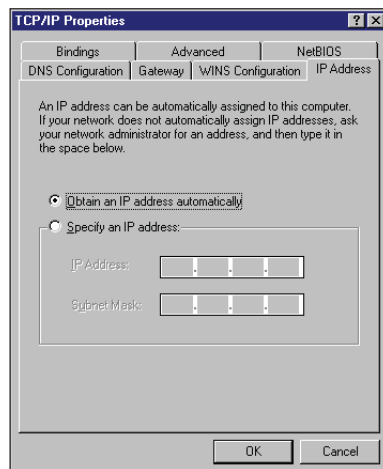 TCP/IP Properties
Bindings Advanced NetBIOS
DNS Configuration Gateway WINS Configuration IP Address
An IP address can be automatically assigned to this computer.
If your network does not automatically assign IP addresses, ask
your network administrator for an address, and then type it in
the space below.
Obtain an IP address automatically
Specify an IP address:
IP Address:
Subnet Mask:
OK Cancel